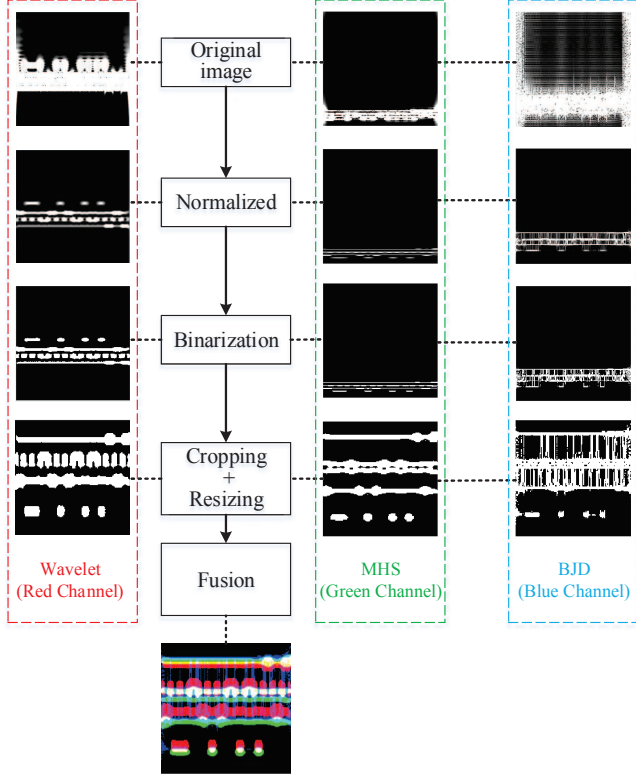 Original
image
Normalized
Binarization
Cropping
+
Resizing
Fusion
Wavelet
(Red Channel)
MHS
(Green Channel)
BJD
(Blue Channel)